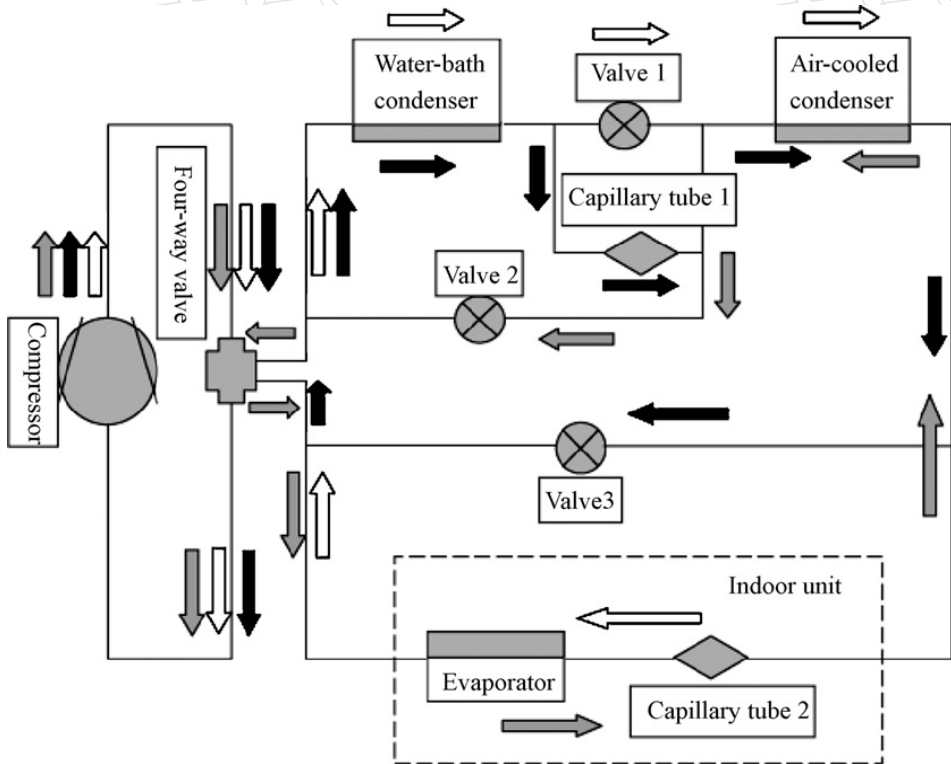 Water-bath
condenser
Valve 1
Air-cooled
condenser
Four-way valve
Capillary tube 1
Valve 2
Compressor
Valve3
Indoor unit
Evaporator
Capillary tube 2